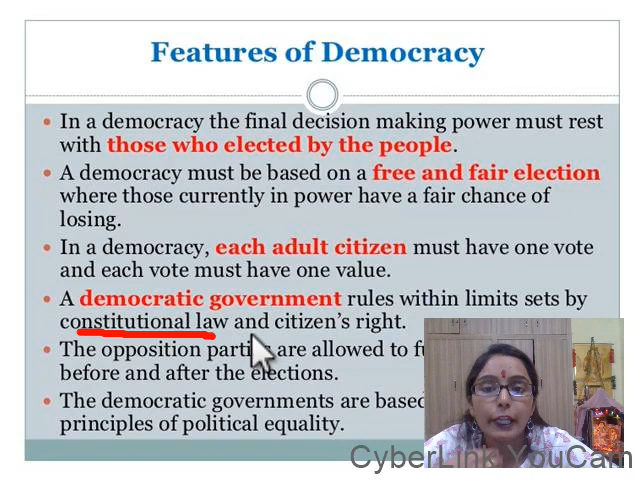 Features of Democracy
• In a democracy the final decision making power must rest
with those who elected by the people.
• A democracy must be based on a free and fair election
where those currently in power have a fair chance of
losing.
• In a democracy, each adult citizen must have one vote
and each vote must have one value.
• A democratic government rules within limits sets by
constitutional law and citizen's right.
• The opposition parties are allowed to
before and after the elections.
• The democratic governments are based
principles of political equality.
CyberLink YouCam